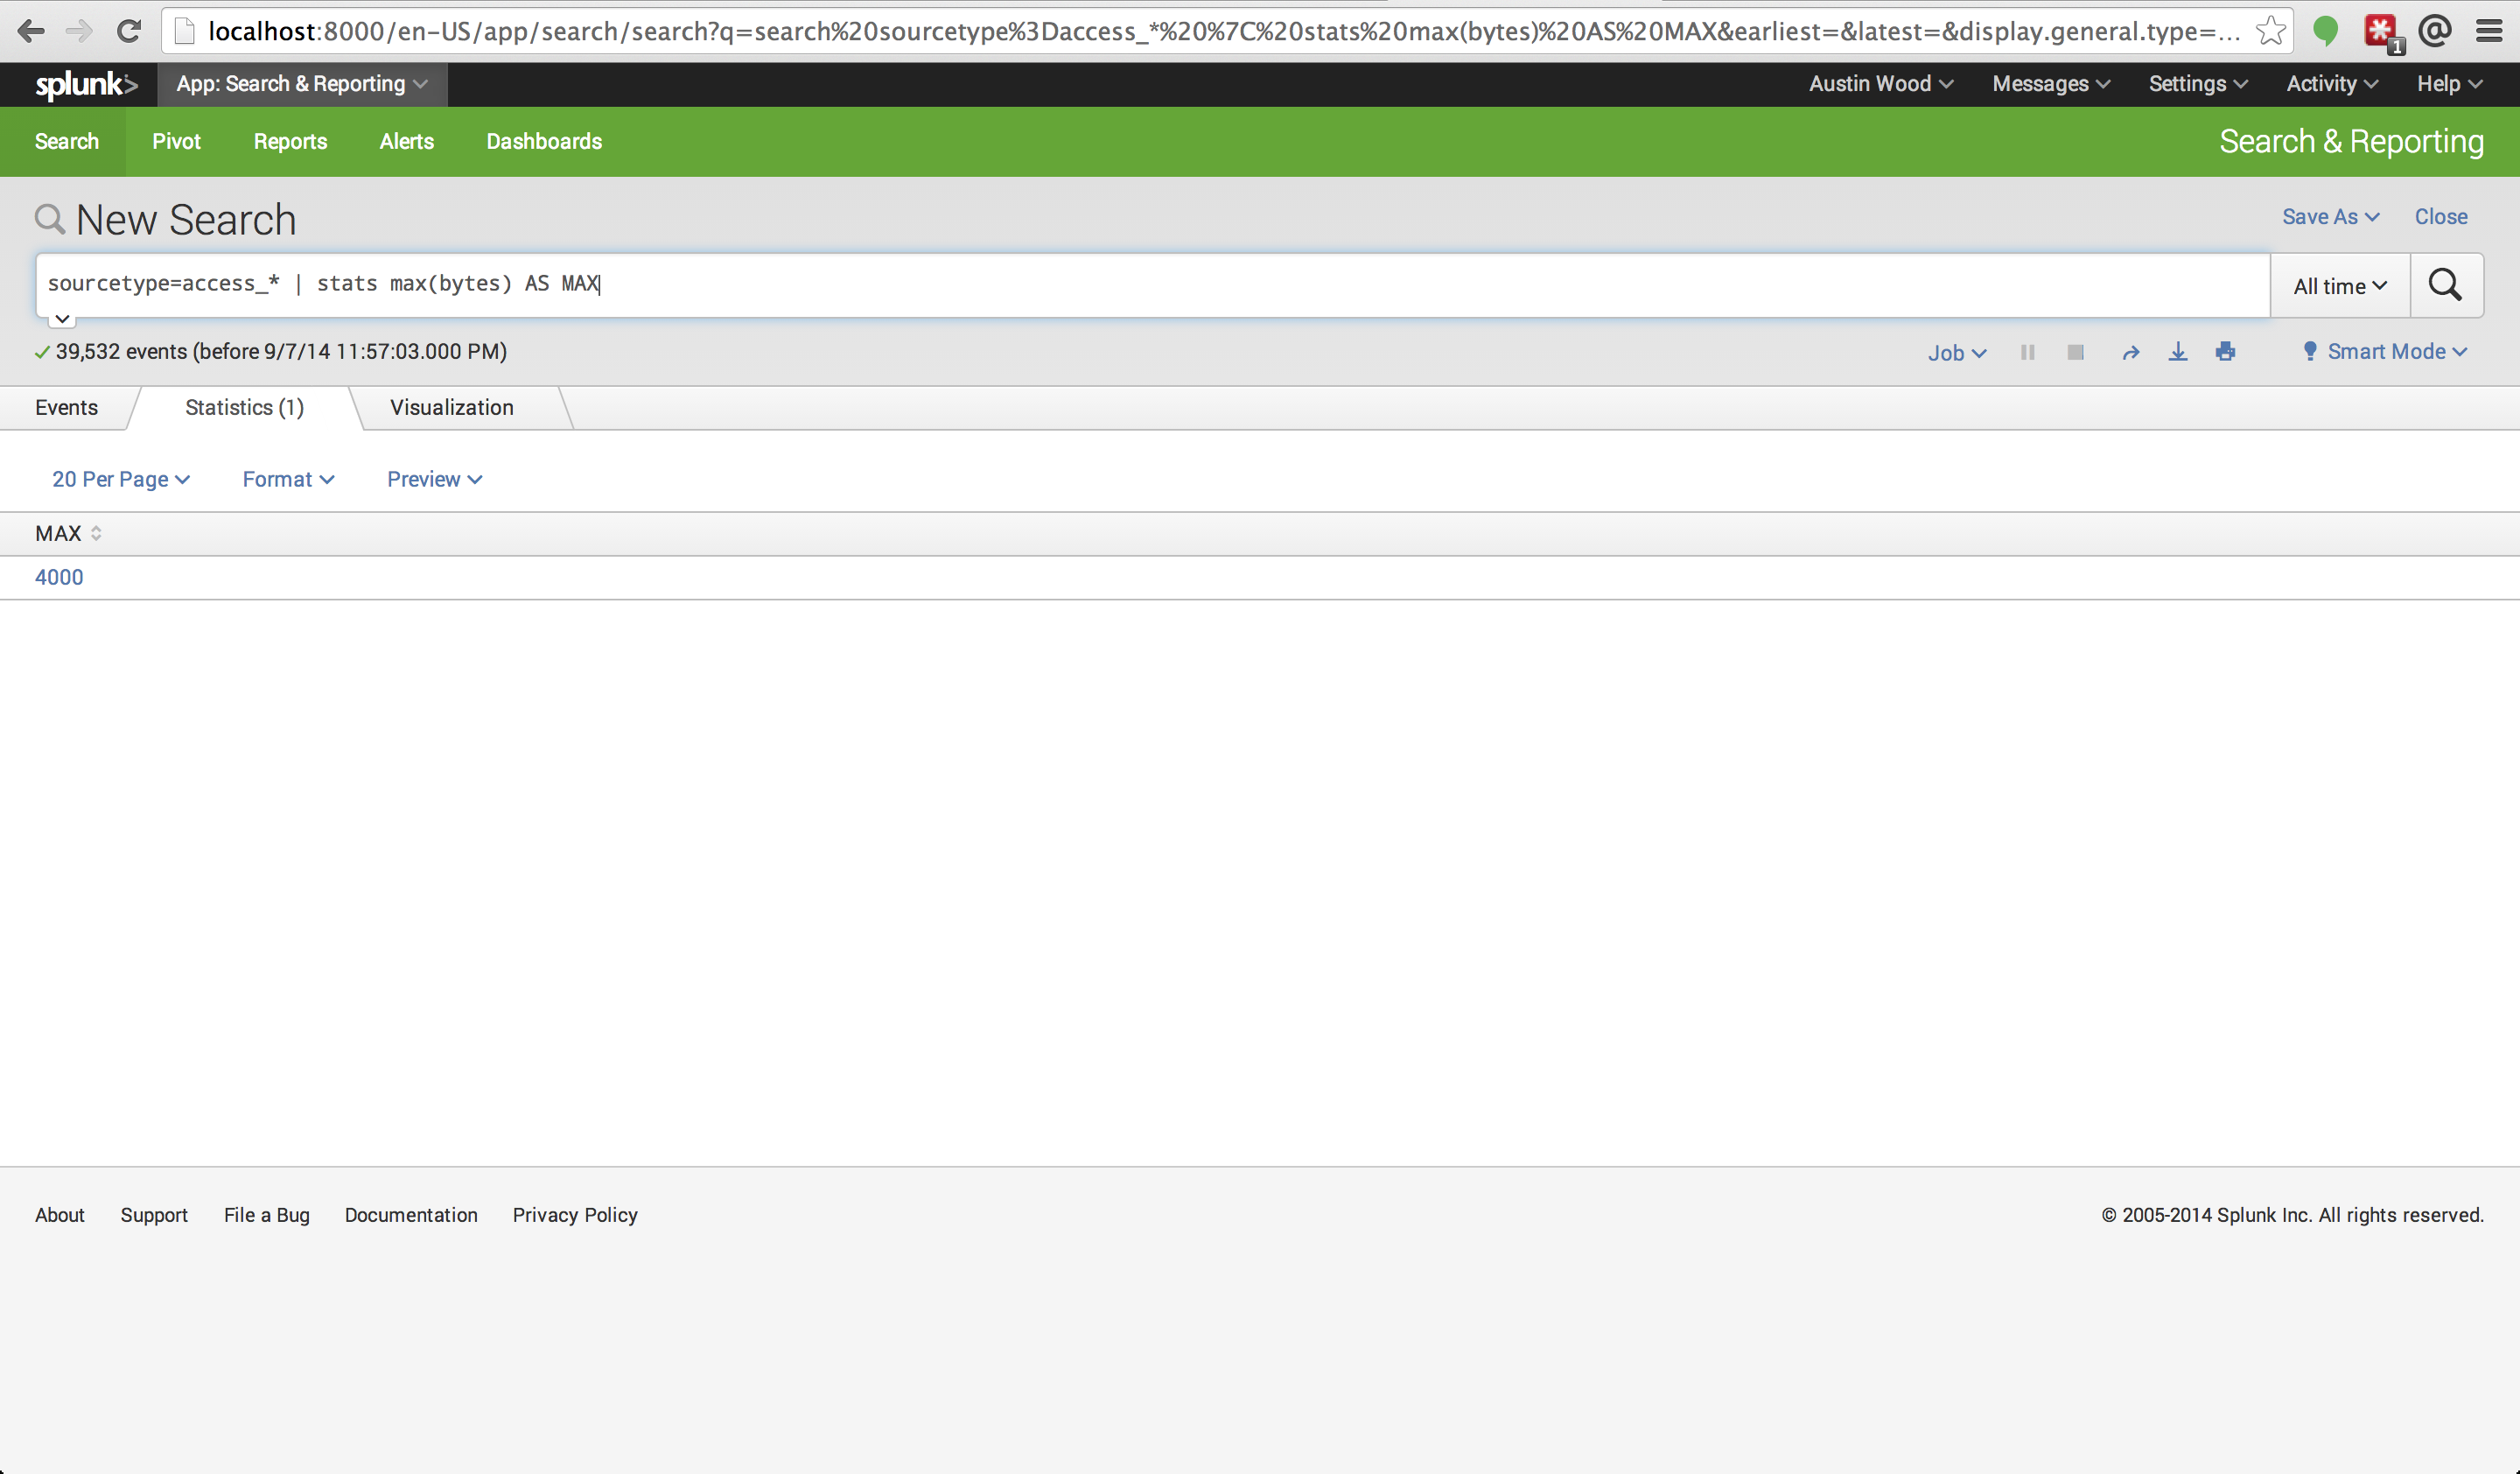 localhost:8000/en-US/app/search/search?q=search%20sourcetype%3Daccess_*%20%7C%20stats%20max(bytes)%20AS%20MAX&earliest=&latest=&display.general.type=...
1
splunk> App: Search & Reporting Austin Wood Messages Settings Activity Help
Search Pivot Reports Alerts Dashboards Search & Reporting
New Search Save As Close
sourcetype=access_* | stats max(bytes) AS MAX All time
39,532 events (before 9/7/14 11:57:03.000 PM) Job Smart Mode
Events Statistics (1) Visualization
20 Per Page Format Preview
MAX
4000
About Support File a Bug Documentation Privacy Policy © 2005-2014 Splunk Inc. All rights reserved.